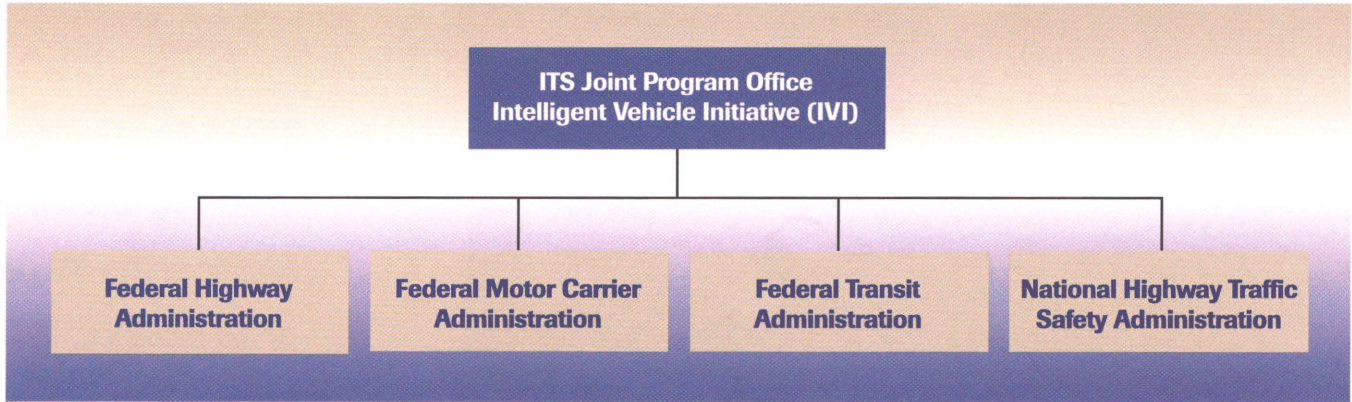 ITS Joint Program Office
Intelligent Vehicle Initiative (IVI)
Federal Highway
Administration
Federal Motor Carrier
Administration
Federal Transit
Administration
National Highway Traffic
Safety Administration